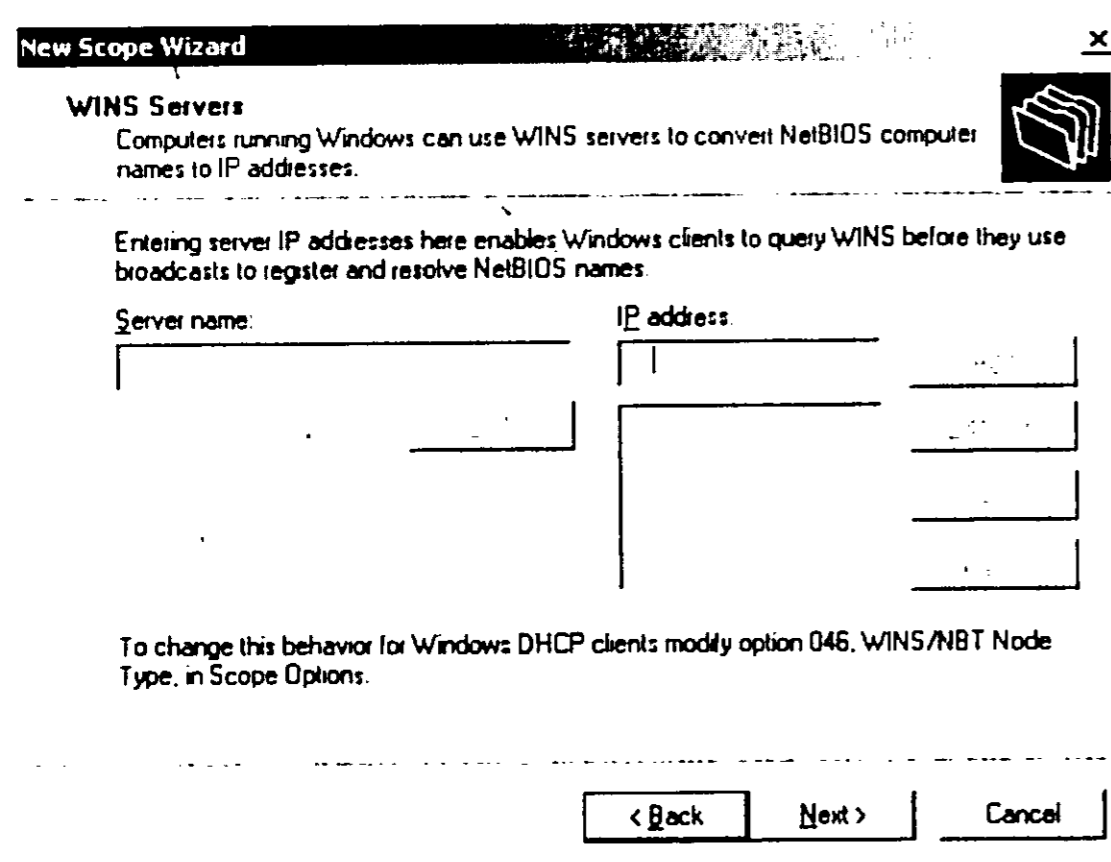 New Scope Wizard
WINS Servers
Computers running Windows can use WINS servers to convert NetBIOS computer
names to IP addresses.
Entering server IP addresses here enables Windows clients to query WINS before they use
broadcasts to register and resolve NetBIOS names.
Server name:
IP address:
To change this behavior for Windows DHCP clients modify option 046, WINS/NBT Node
Type, in Scope Options.
< Back Next > Cancel